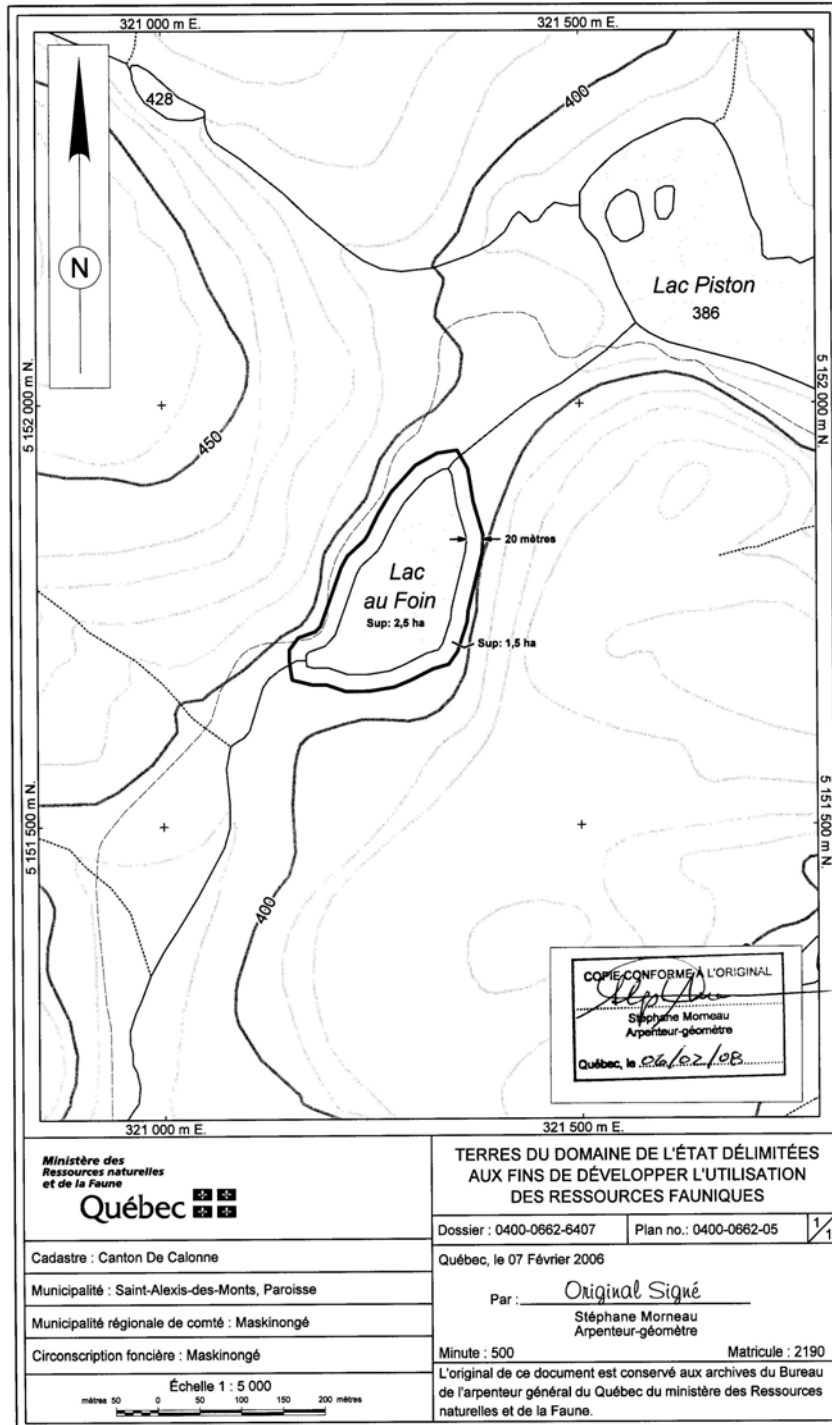 321 000 m E.
321 500 m E.
428
400
N
Lac Piston
386
5 152 000 m N.
5 152 000 m N.
450
20 mètres
Lac
au Foin
Sup: 2,5 ha
Sup: 1,5 ha
5 151 500 m N.
5 151 500 m N.
400
COPIE CONFORME À L'ORIGINAL
Stéphane Morneau
Arpenteur-géomètre
Québec, le 06/02/08
321 000 m E.
321 500 m E.
Ministère des
Ressources naturelles
et de la Faune
Québec
Cadastre : Canton De Calonne
Municipalité : Saint-Alexis-des-Monts, Paroisse
Municipalité régionale de comté : Maskinongé
Circonscription foncière : Maskinongé
Échelle 1 : 5 000
mètres 50 0 50 100 150 200 mètres
TERRES DU DOMAINE DE L'ÉTAT DÉLIMITÉES
AUX FINS DE DÉVELOPPER L'UTILISATION
DES RESSOURCES FAUNIQUES
Dossier : 0400-0662-6407
Plan no.: 0400-0662-05
1/1
Québec, le 07 Février 2006
Par : Original Signé
Stéphane Morneau
Arpenteur-géomètre
Minute : 500
Matricule : 2190
L'original de ce document est conservé aux archives du Bureau
de l'arpenteur général du Québec du ministère des Ressources
naturelles et de la Faune.